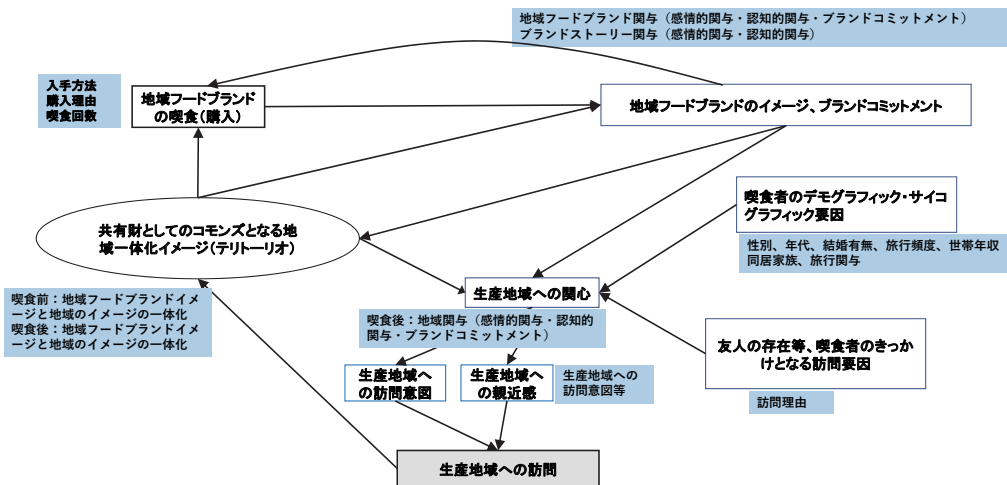 地域フードブランド関与（感情的関与・認知的関与・ブランドコミットメント）
ブランドストーリー関与（感情的関与・認知的関与）
入手方法
購入理由
喫食回数
地域フードブランド
の喫食(購入）
地域フードブランドのイメージ、ブランドコミットメント
喫食者のデモグラフィック・サイコ
グラフィック要因
性別、年代、結婚有無、旅行頻度、世帯年収
同居家族、旅行関与
共有財としてのコモンズとなる地
域一体化イメージ(テリトーリオ）
生産地域への関心
喫食前：地域フードブランドイメ
ージと地域のイメージの一体化
喫食後：地域フードブランドイメ
ージと地域のイメージの一体化
喫食後：地域関与（感情的関与・認知的
関与・ブランドコミットメント）
友人の存在等、喫食者のきっか
けとなる訪問要因
訪問理由
生産地域へ
の訪問意図
生産地域へ
の親近感
生産地域への
訪問意図等
生産地域への訪問